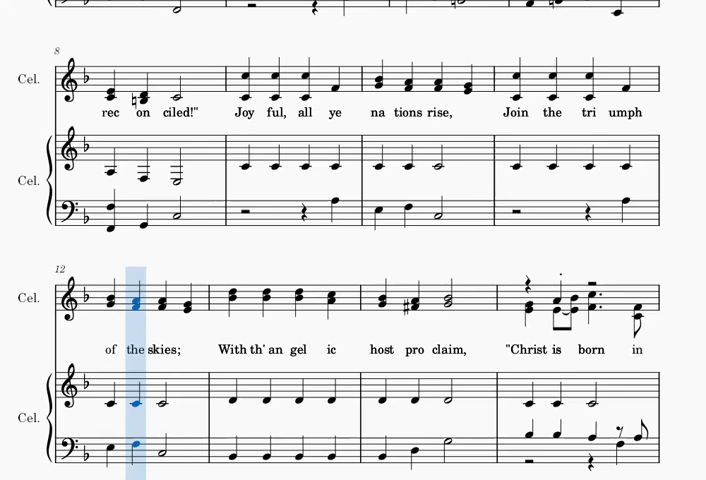 8
Cel.
rec on ciled!" Joy ful, all ye na tions rise, Join the tri umph
Cel.
12
Cel.
of the skies; With th' an gel ic host pro claim, "Christ is born in
Cel.